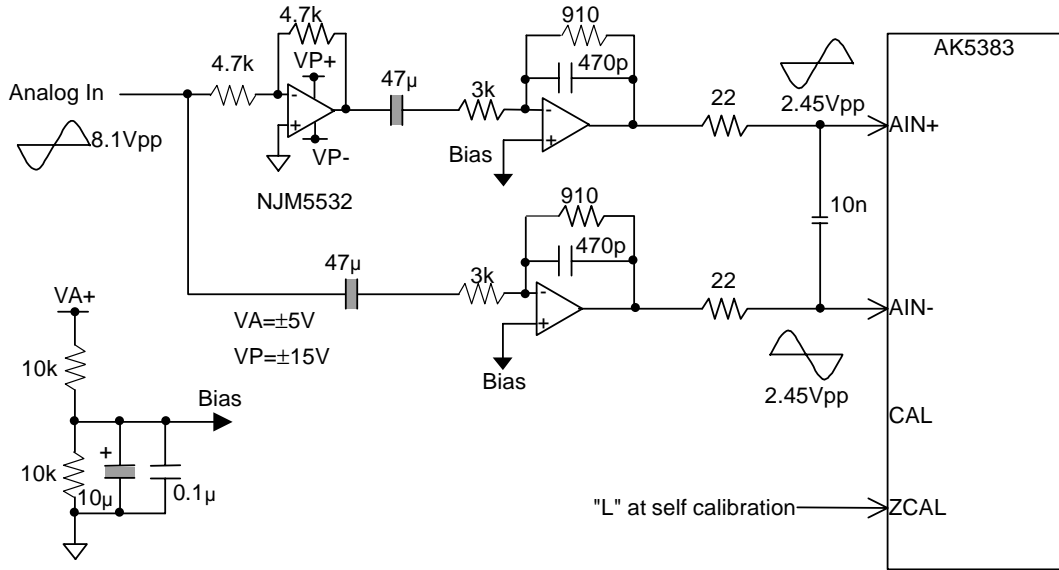 4.7k
910
AK5383
4.7k
VP+
47µ
470p
Analog In
3k
22
2.45Vpp
-
-
AIN+
8.1Vpp
+
+
VP-
Bias
NJM5532
910
10n
47µ
470p
3k
22
VA+
-
AIN-
VA=±5V
+
10k
VP=±15V
Bias
Bias
2.45Vpp
CAL
10k
+
10µ
0.1µ
"L" at self calibration
ZCAL